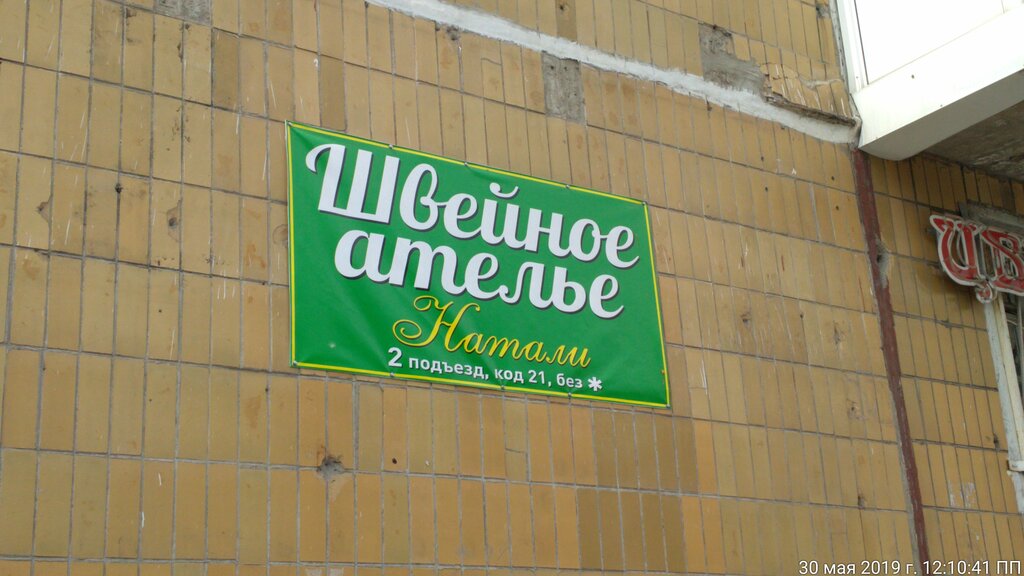 Швейное
ателье
Натали
2 подъезд, код 21, без *
30 мая 2019 г. 12:10:41 ПП